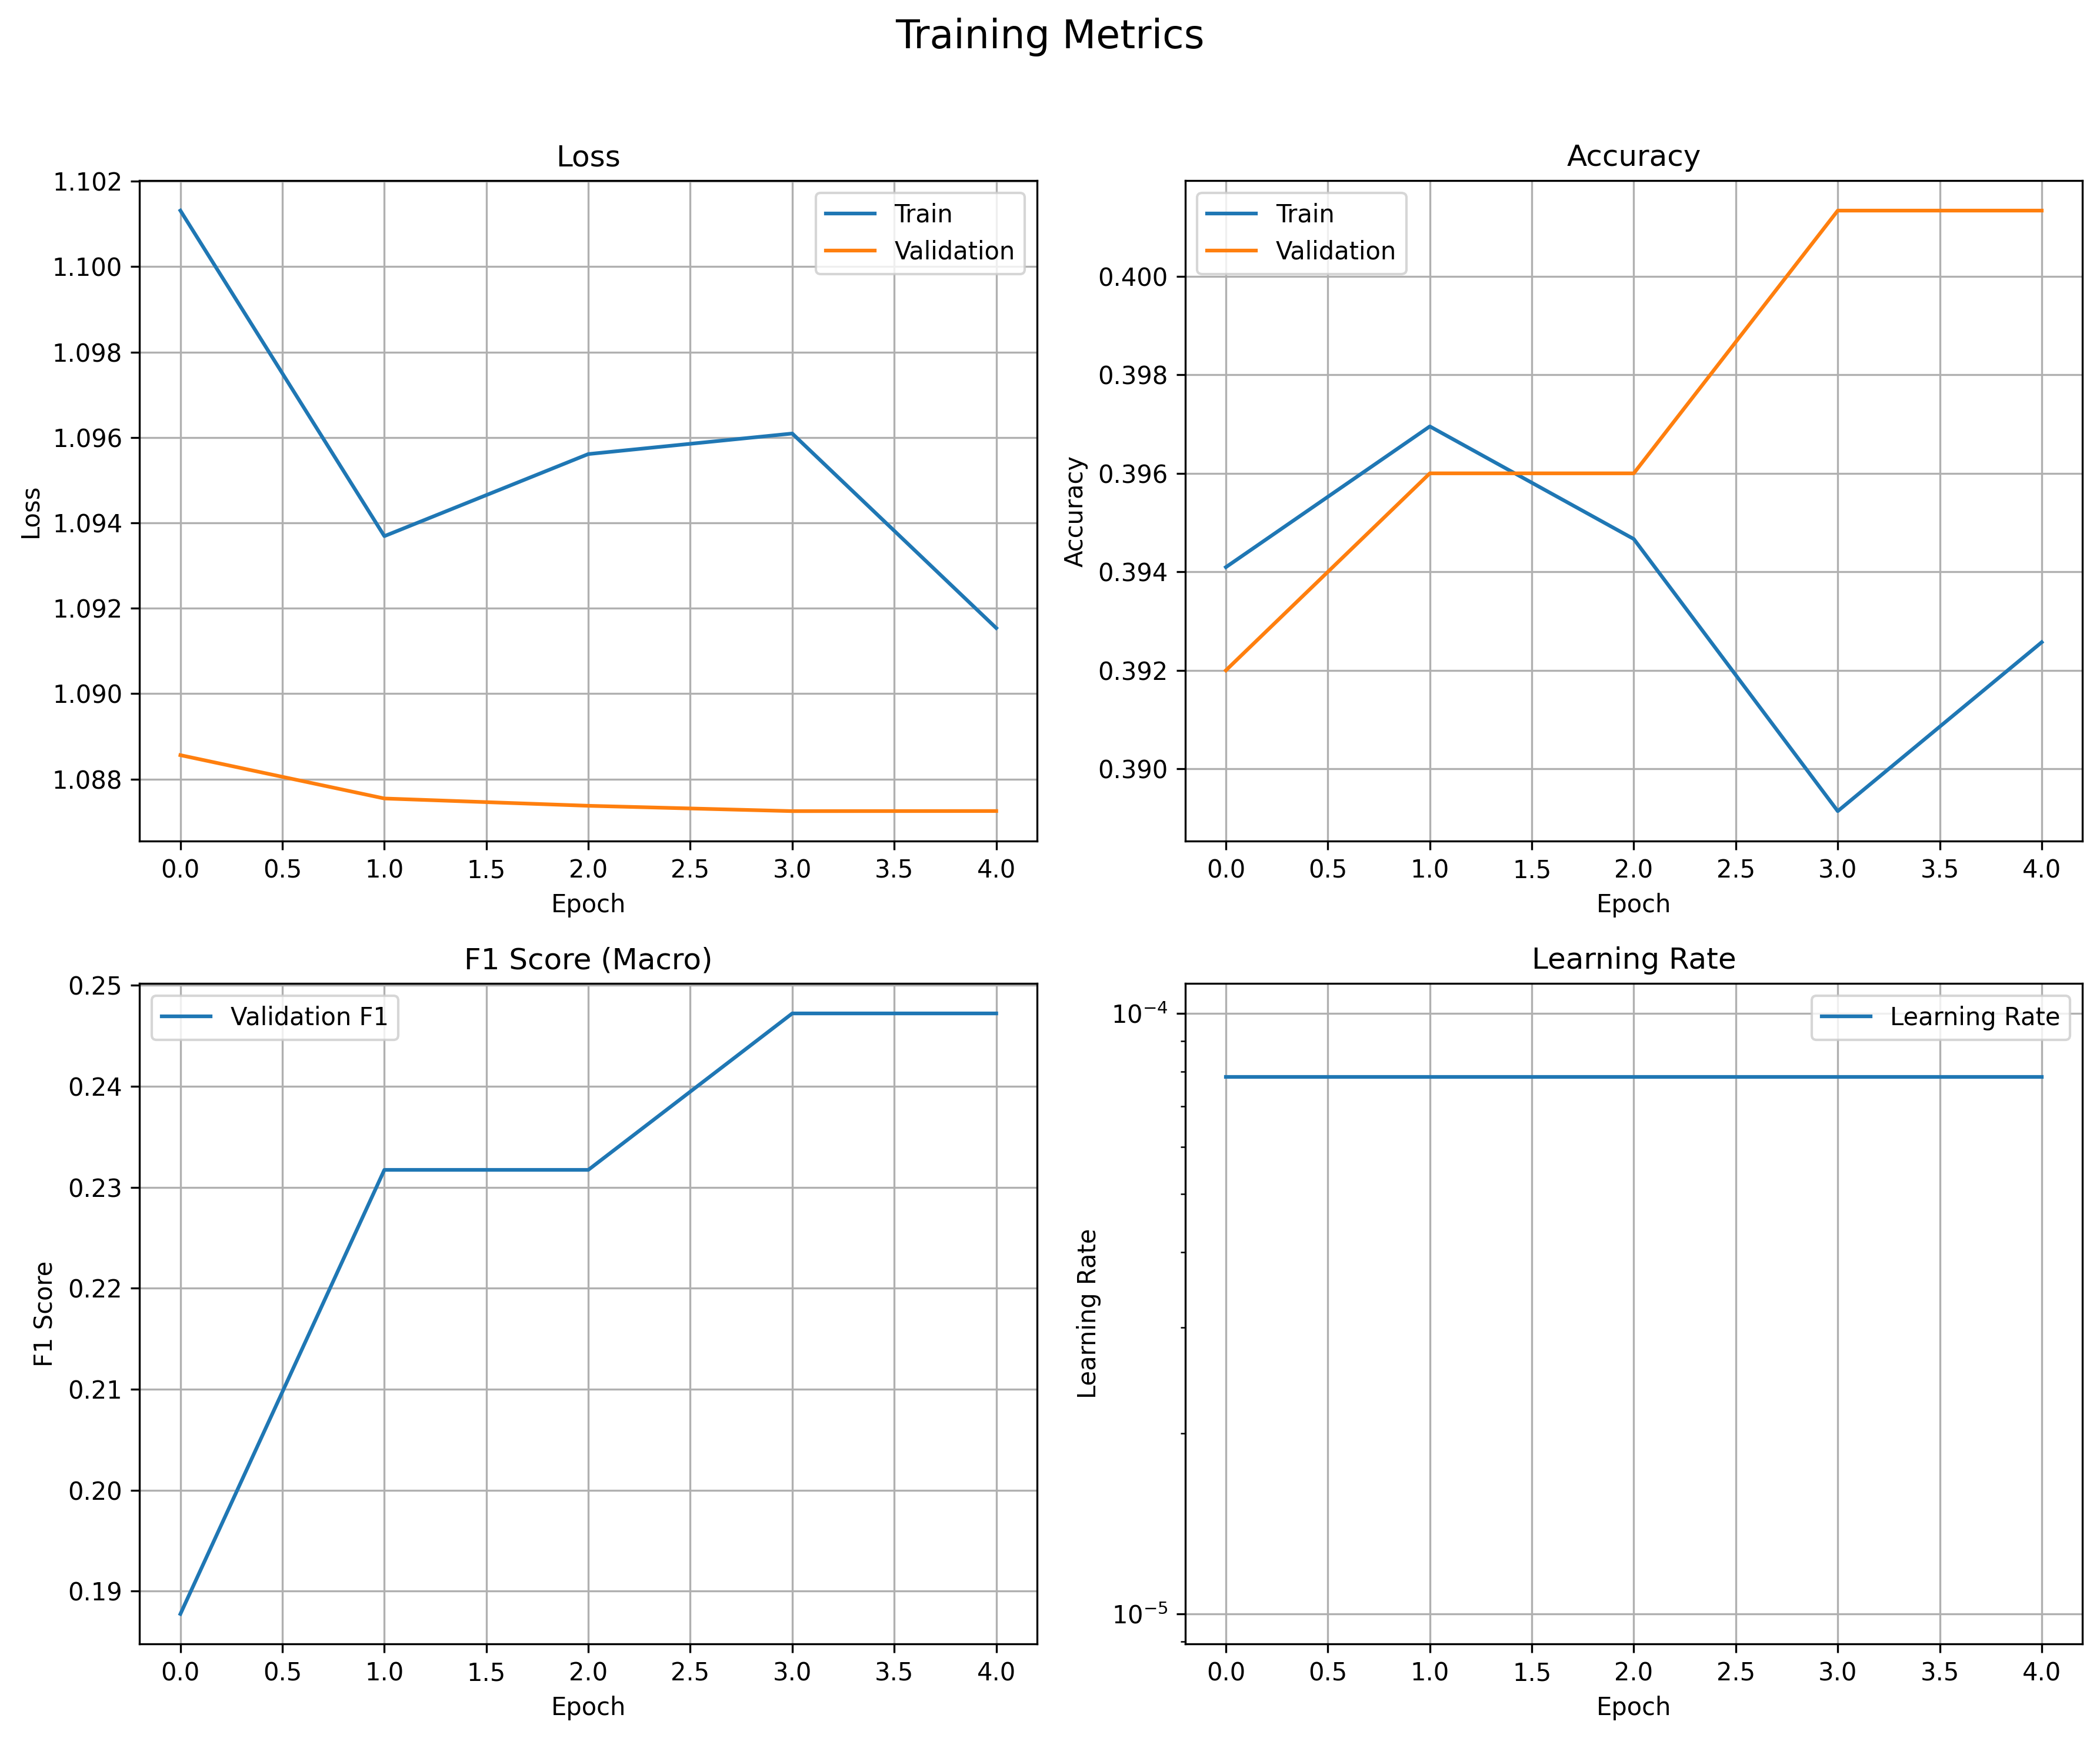 Training Metrics
Loss
1.102
1.100
1.098
1.096
1.094
1.092
1.090
1.088
Loss
Train
Validation
0.0 0.5 1.0 1.5 2.0 2.5 3.0 3.5 4.0
Epoch
Accuracy
0.400
0.398
0.396
0.394
0.392
0.390
Accuracy
Train
Validation
0.0 0.5 1.0 1.5 2.0 2.5 3.0 3.5 4.0
Epoch
F1 Score (Macro)
0.25
0.24
0.23
0.22
0.21
0.20
0.19
F1 Score
Validation F1
0.0 0.5 1.0 1.5 2.0 2.5 3.0 3.5 4.0
Epoch
Learning Rate
10⁻⁴
10⁻⁵
Learning Rate
Learning Rate
0.0 0.5 1.0 1.5 2.0 2.5 3.0 3.5 4.0
Epoch